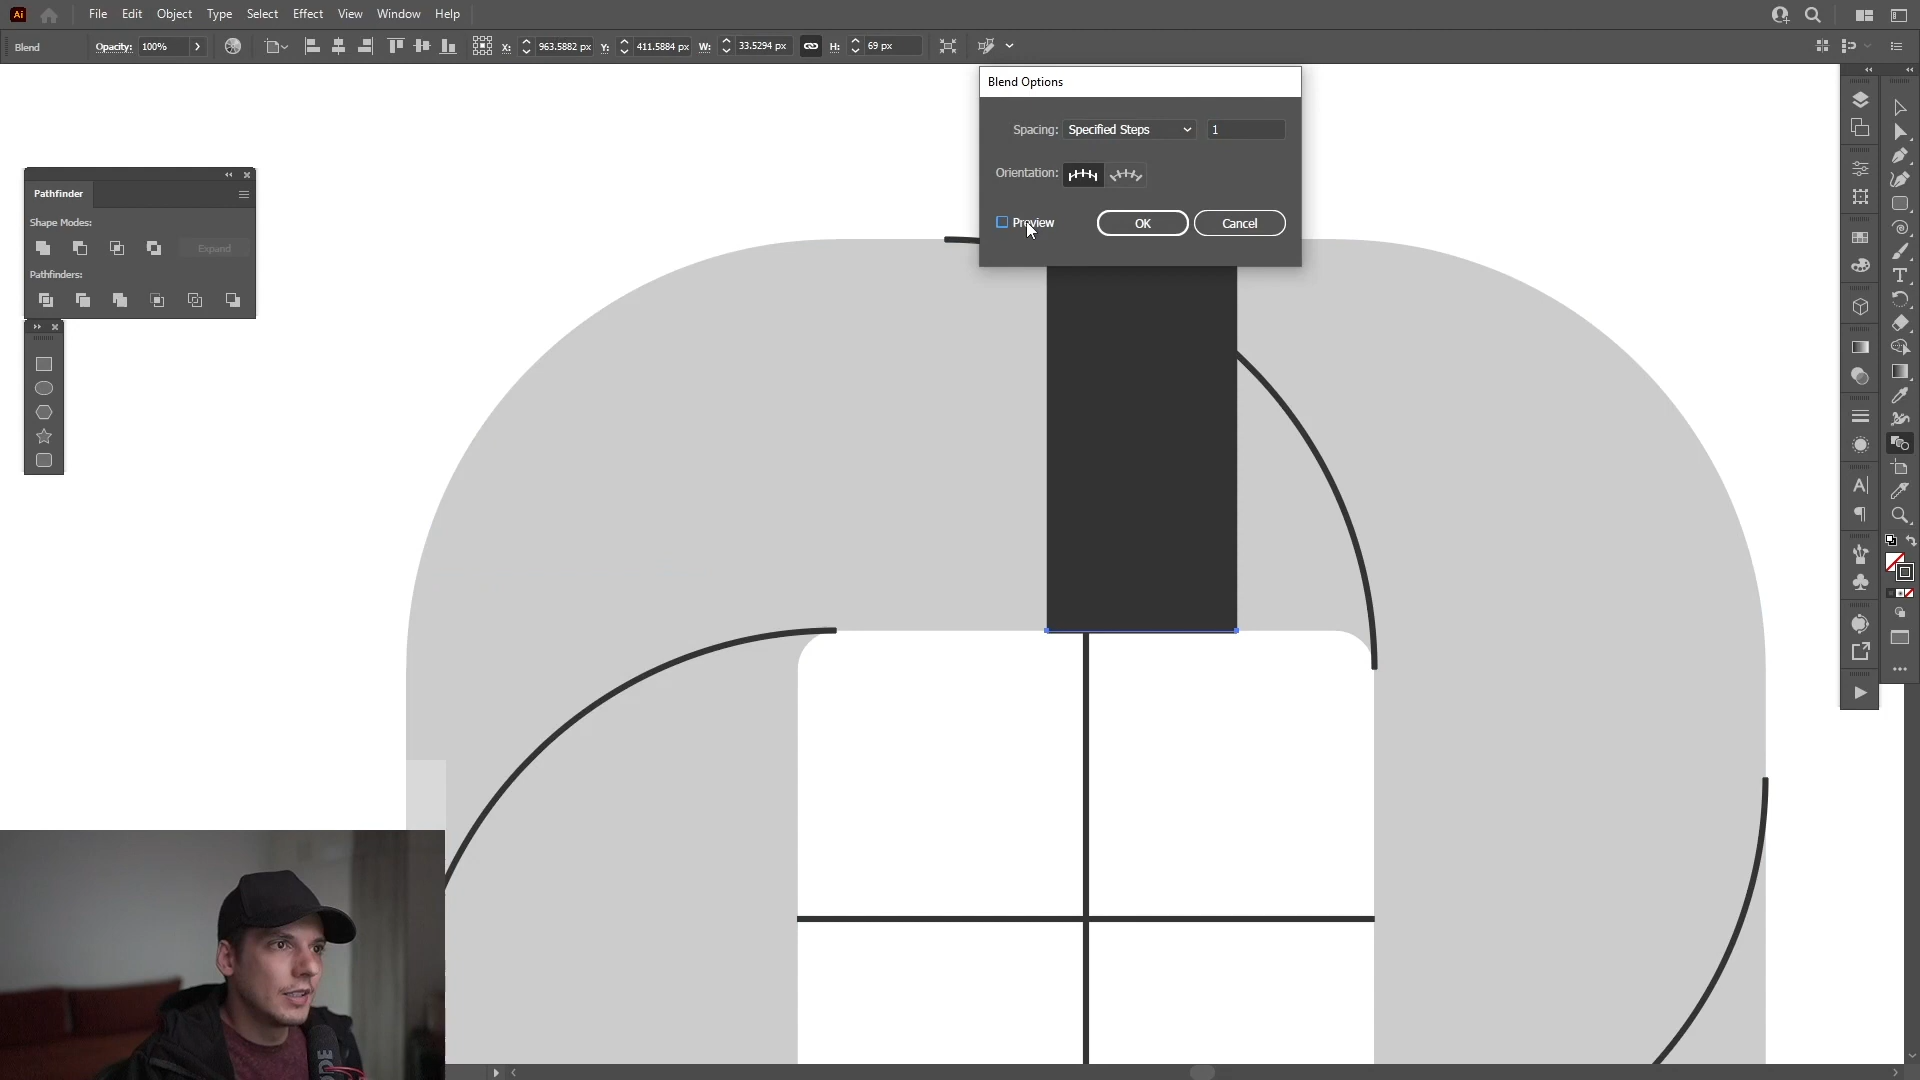 Ai File Edit Object Type Select Effect View Window Help
Blend Opacity: 100% X: 963.5882 px Y: 411.5884 px W: 33.5294 px H: 69 px
Blend Options
Spacing: Specified Steps 1
Orientation:
Preview OK Cancel
Pathfinder
Shape Modes:
Expand
Pathfinders: